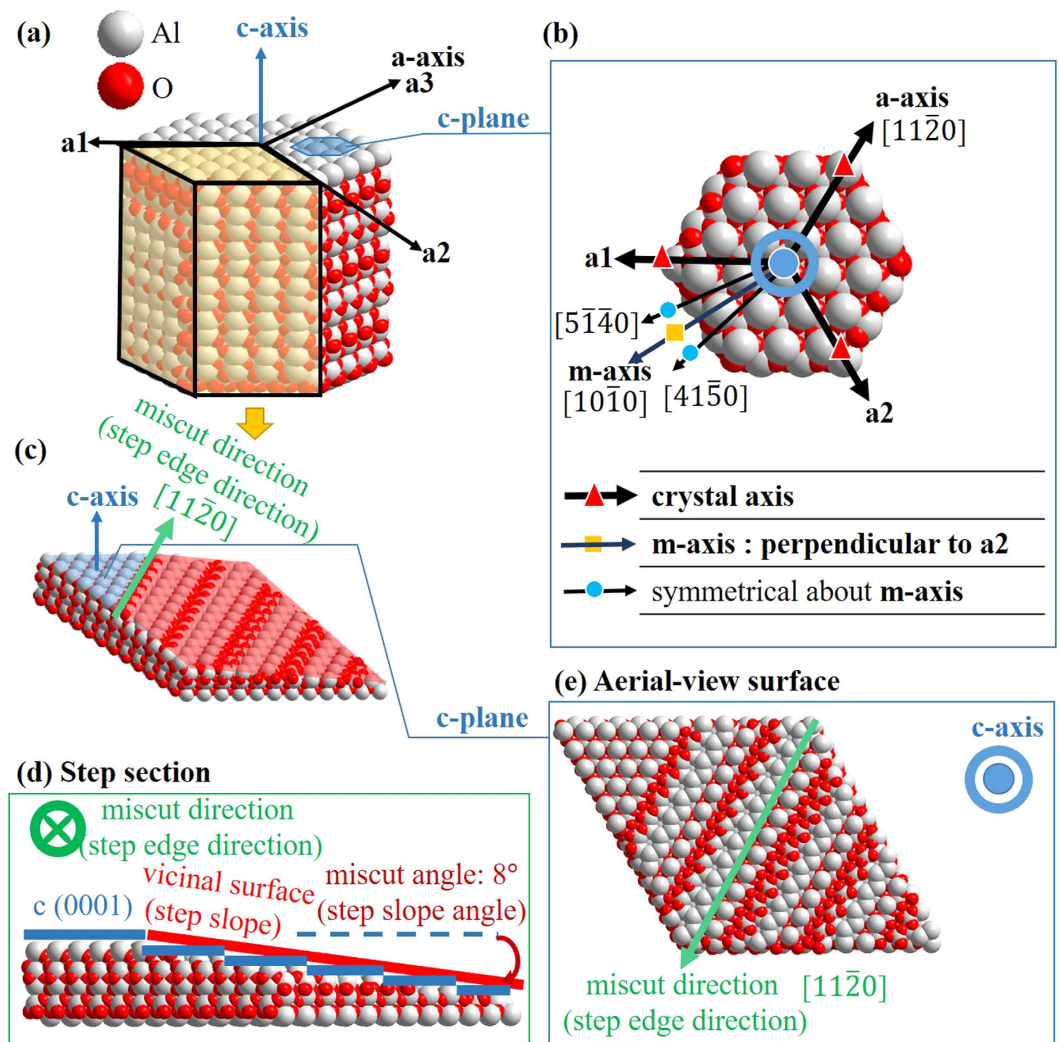 (a)
Al
O
c-axis
a-axis
a3
a1
c-plane
a2
(b)
a-axis
[112̅0]
a1
[51̅4̅0]
m-axis
[101̅0]
[415̅0]
a2
crystal axis
m-axis : perpendicular to a2
symmetrical about m-axis
(c)
miscut direction
(step edge direction)
[112̅0]
c-axis
c-plane
(d) Step section
miscut direction
(step edge direction)
vicinal surface
(step slope)
miscut angle: 8°
(step slope angle)
c (0001)
(e) Aerial-view surface
c-axis
miscut direction [112̅0]
(step edge direction)